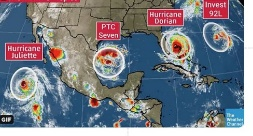 Invest
92L
Hurricane
Dorian
PTC
Seven
Hurricane
Juliette
GIF
The
Weather
Channel